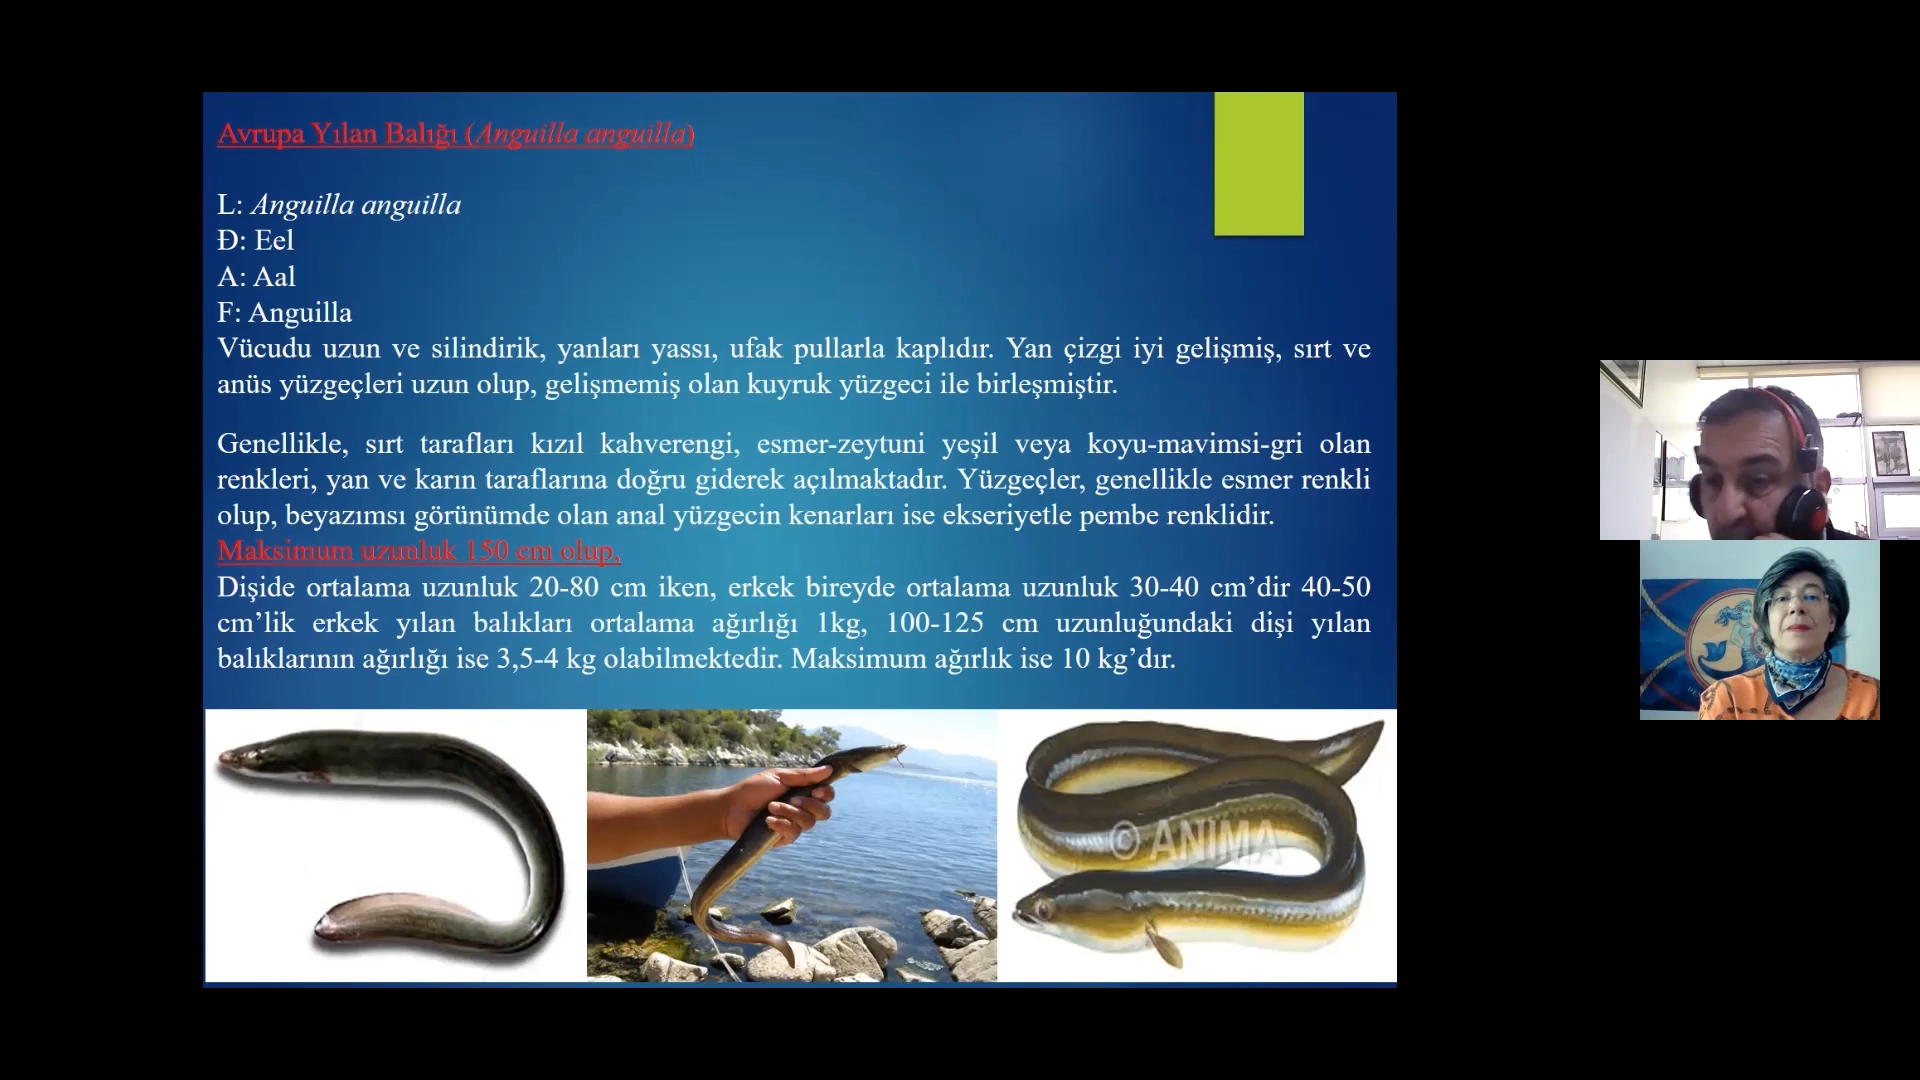 Avrupa Yılan Balığı (Anguilla anguilla)
L: Anguilla anguilla
Đ: Eel
A: Aal
F: Anguilla
Vücudu uzun ve silindirik, yanları yassı, ufak pullarla kaplıdır. Yan çizgi iyi gelişmiş, sırt ve
anüs yüzgeçleri uzun olup, gelişmemiş olan kuyruk yüzgeci ile birleşmiştir.
Genellikle, sırt tarafları kızıl kahverengi, esmer-zeytuni yeşil veya koyu-mavimsi-gri olan
renkleri, yan ve karın taraflarına doğru giderek açılmaktadır. Yüzgeçler, genellikle esmer renkli
olup, beyazımsı görünümde olan anal yüzgecin kenarları ise ekseriyetle pembe renklidir.
Maksimum uzunluk 150 cm olup,
Dişide ortalama uzunluk 20-80 cm iken, erkek bireyde ortalama uzunluk 30-40 cm’dir 40-50
cm’lik erkek yılan balıkları ortalama ağırlığı 1kg, 100-125 cm uzunluğundaki dişi yılan
balıklarının ağırlığı ise 3,5-4 kg olabilmektedir. Maksimum ağırlık ise 10 kg’dır.
© ANIMA